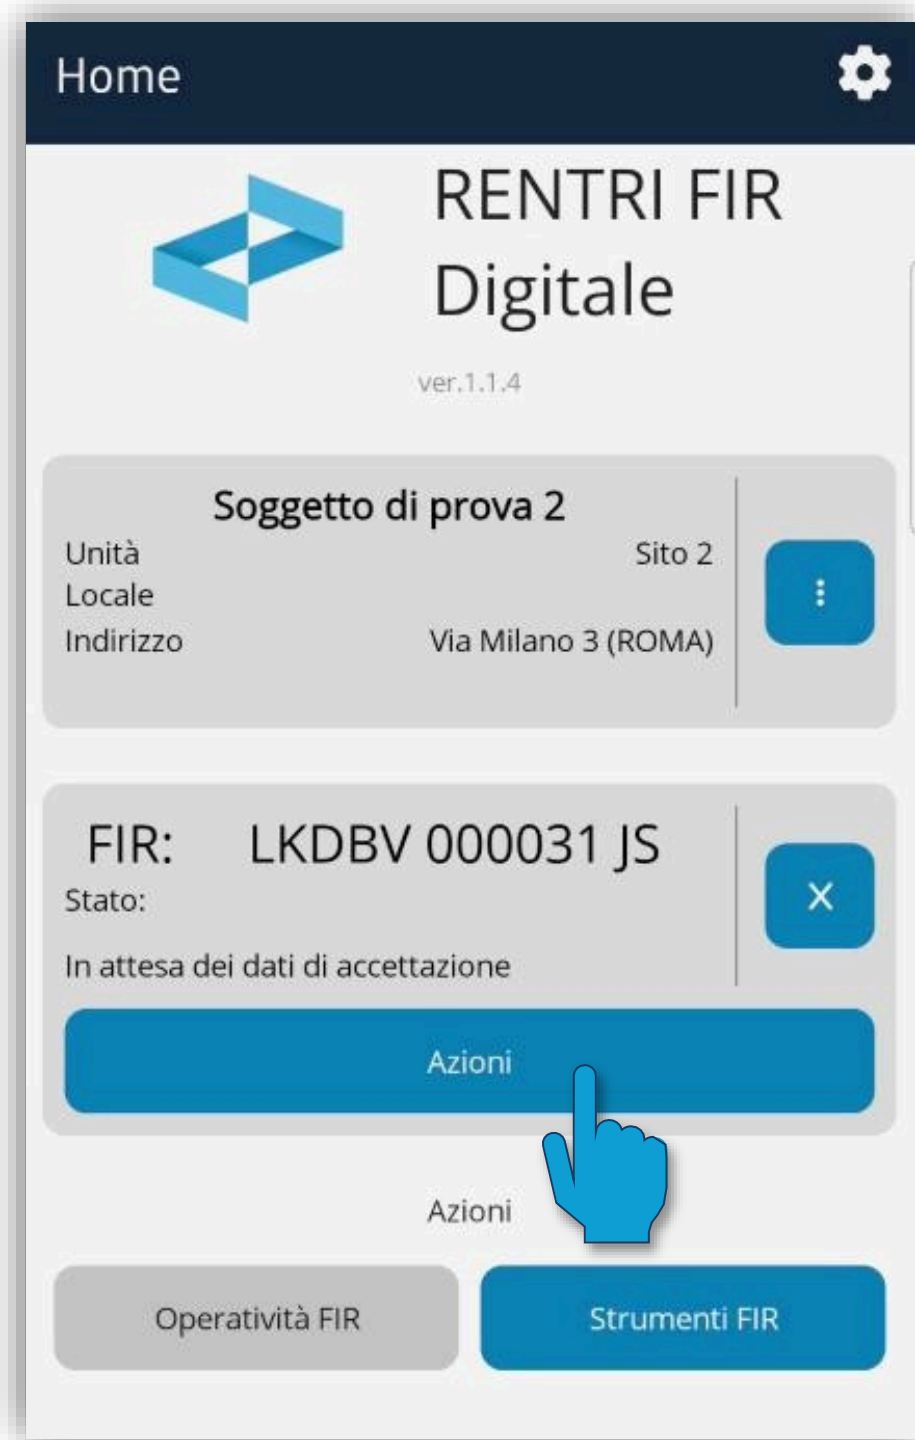 Home
RENTRI FIR
Digitale
ver.1.1.4
Soggetto di prova 2
Unità Sito 2
Locale
Indirizzo Via Milano 3 (ROMA)
FIR: LKDBV 000031 JS
Stato:
In attesa dei dati di accettazione
Azioni
Azioni
Operatività FIR Strumenti FIR